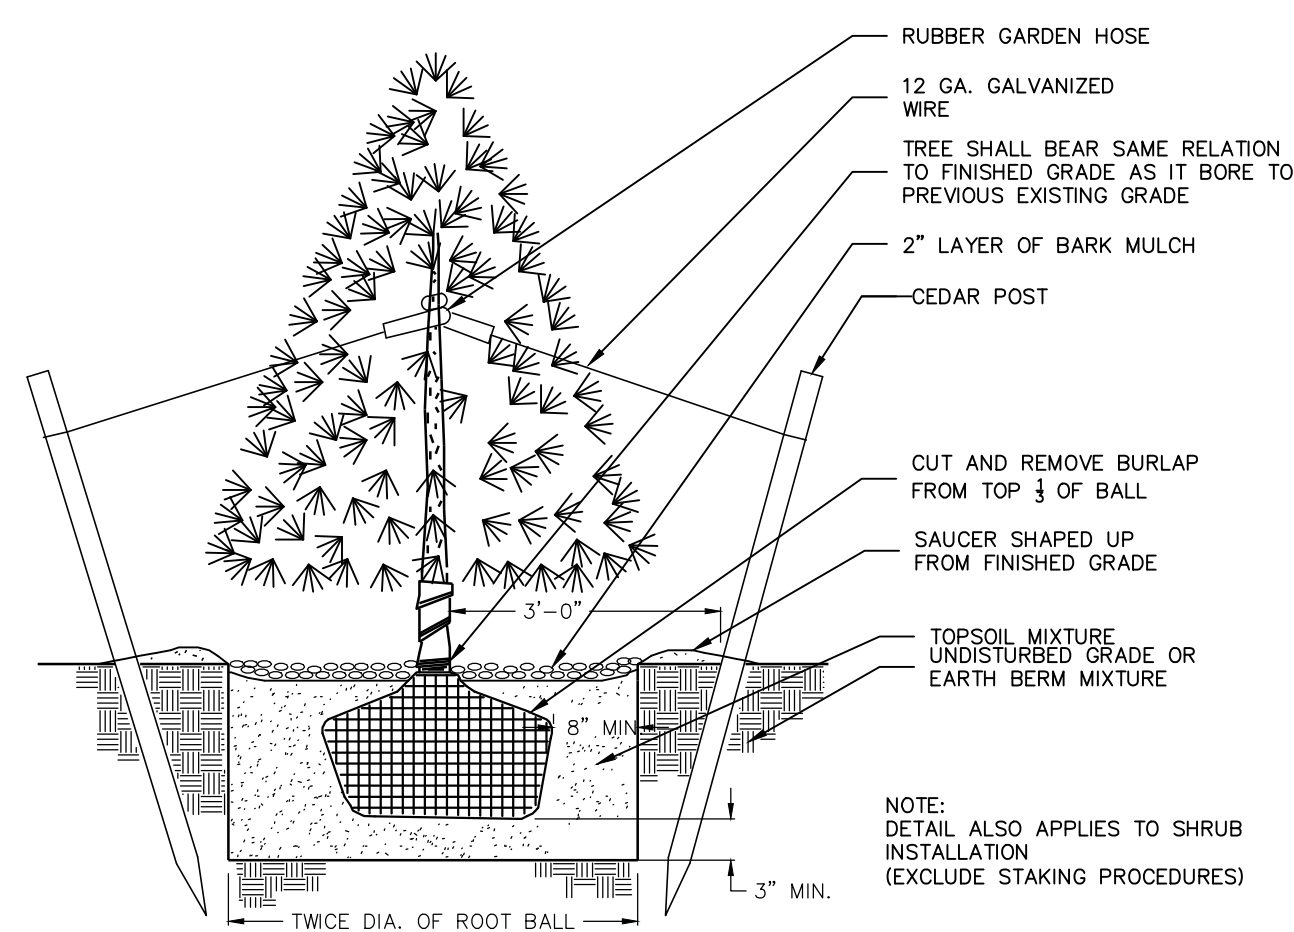 RUBBER GARDEN HOSE
12 GA. GALVANIZED
WIRE
TREE SHALL BEAR SAME RELATION
TO FINISHED GRADE AS IT BORE TO
PREVIOUS EXISTING GRADE
2” LAYER OF BARK MULCH
CEDAR POST
CUT AND REMOVE BURLAP
FROM TOP 1/3 OF BALL
SAUCER SHAPED UP
FROM FINISHED GRADE
3’-0”
TOPSOIL MIXTURE
UNDISTURBED GRADE OR
EARTH BERM MIXTURE
8” MIN
NOTE:
DETAIL ALSO APPLIES TO SHRUB
INSTALLATION
(EXCLUDE STAKING PROCEDURES)
3” MIN.
TWICE DIA. OF ROOT BALL